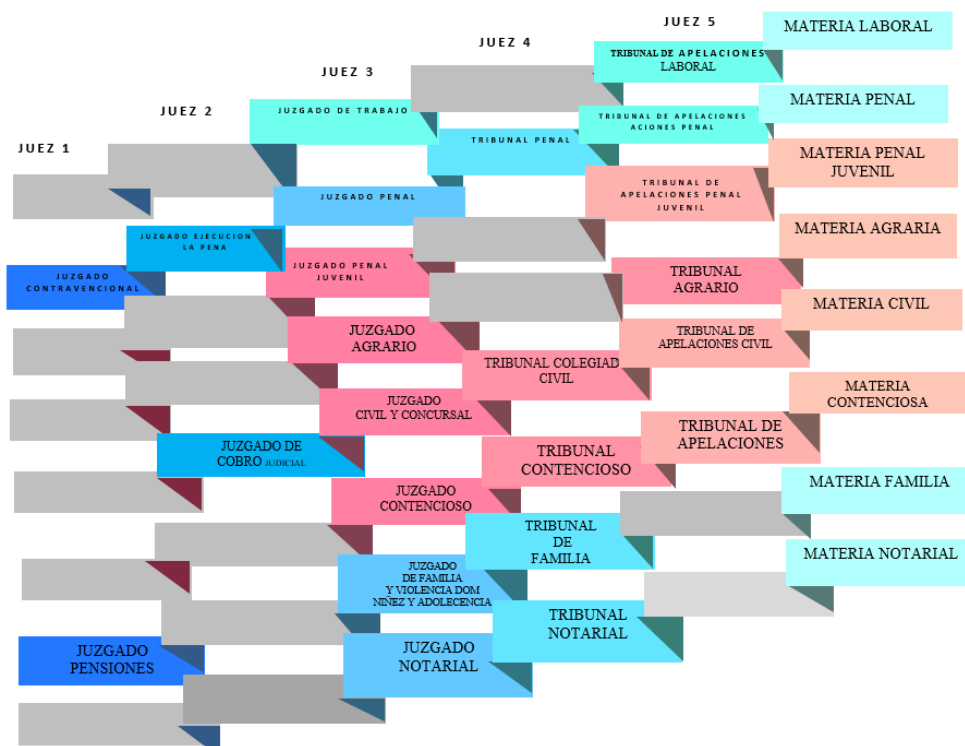 JUEZ 1
JUEZ 2
JUEZ 3
JUEZ 4
JUEZ 5
TRIBUNAL DE APELACIONES
LABORAL
MATERIA LABORAL
JUZGADO DE TRABAJO
TRIBUNAL DE APELACIONES
ACIONES PENAL
MATERIA PENAL
TRIBUNAL PENAL
JUZGADO PENAL
TRIBUNAL DE
APELACIONES PENAL
JUVENIL
MATERIA PENAL
JUVENIL
JUZGADO EJECUCION
LA PENA
JUZGADO
CONTRAVENCIONAL
JUZGADO PENAL
JUVENIL
MATERIA AGRARIA
TRIBUNAL
AGRARIO
JUZGADO
AGRARIO
MATERIA CIVIL
TRIBUNAL DE
APELACIONES CIVIL
TRIBUNAL COLEGIAD
CIVIL
JUZGADO
CIVIL Y CONCURSAL
JUZGADO DE
COBRO JUDICIAL
MATERIA
CONTENCIOSA
TRIBUNAL DE
APELACIONES
TRIBUNAL
CONTENCIOSO
JUZGADO
CONTENCIOSO
MATERIA FAMILIA
TRIBUNAL
DE
FAMILIA
JUZGADO
DE FAMILIA
Y VIOLENCIA DOM
NIÑEZ Y ADOLECENCIA
JUZGADO
PENSIONES
MATERIA NOTARIAL
TRIBUNAL
NOTARIAL
JUZGADO
NOTARIAL